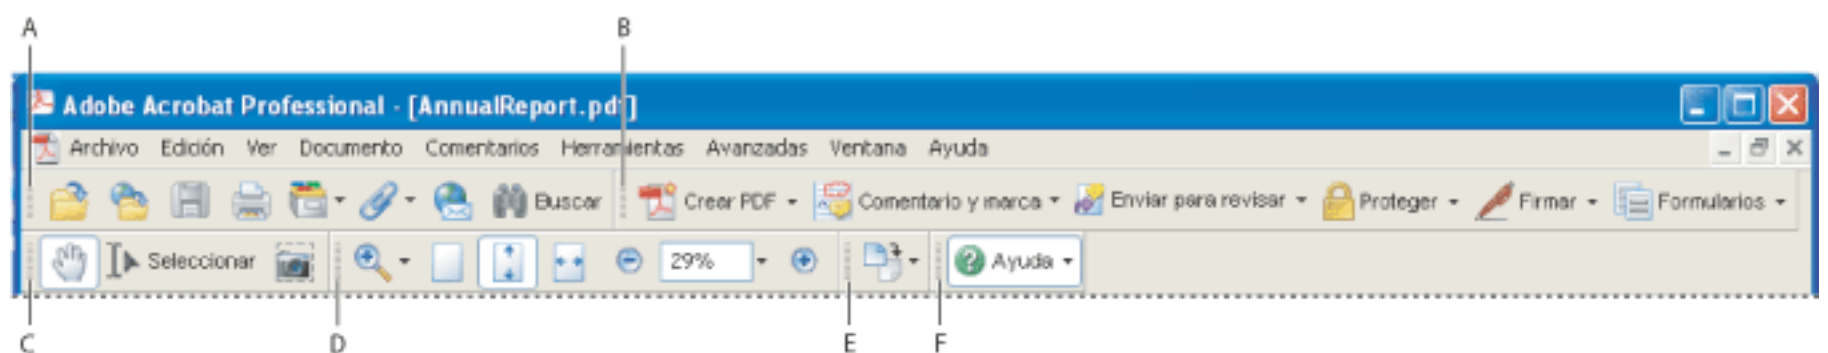 A B
Adobe Acrobat Professional - [AnnualReport.pdf]
Archivo Edición Ver Documento Comentarios Herramientas Avanzadas Ventana Ayuda
Buscar Crear PDF Comentario y marca Enviar para revisar Proteger Firmar Formularios
Seleccionar 29% Ayuda
C D E F